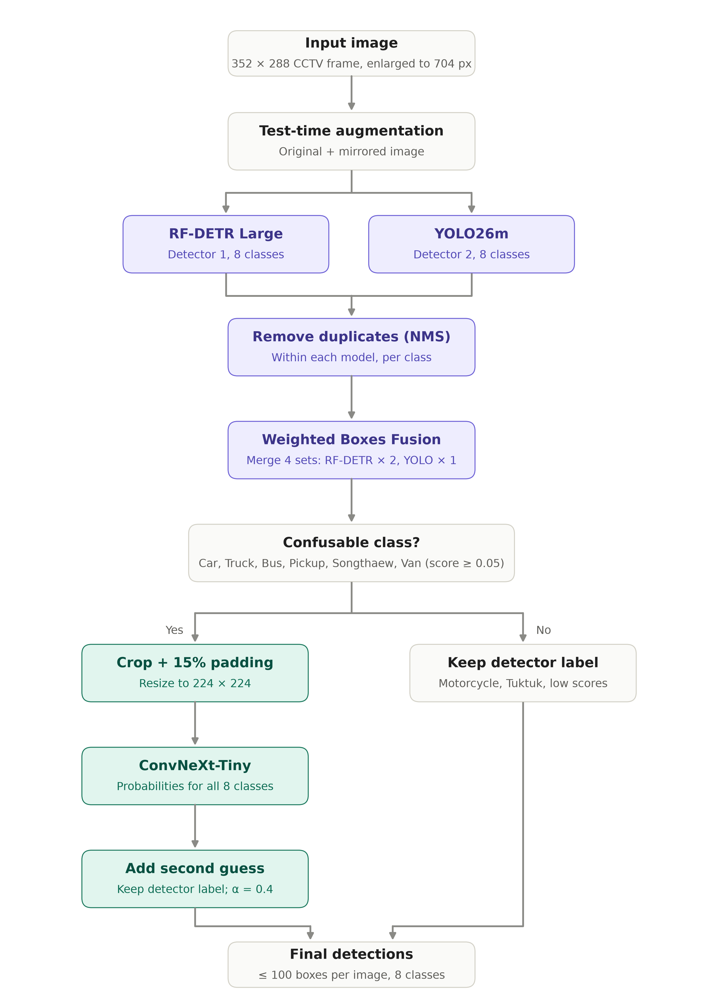 Input image
352 × 288 CCTV frame, enlarged to 704 px
Test-time augmentation
Original + mirrored image
RF-DETR Large
Detector 1, 8 classes
YOLO26m
Detector 2, 8 classes
Remove duplicates (NMS)
Within each model, per class
Weighted Boxes Fusion
Merge 4 sets: RF-DETR × 2, YOLO × 1
Confusable class?
Car, Truck, Bus, Pickup, Songthaew, Van (score ≥ 0.05)
Yes
No
Crop + 15% padding
Resize to 224 × 224
Keep detector label
Motorcycle, Tuktuk, low scores
ConvNeXt-Tiny
Probabilities for all 8 classes
Add second guess
Keep detector label; α = 0.4
Final detections
≤ 100 boxes per image, 8 classes